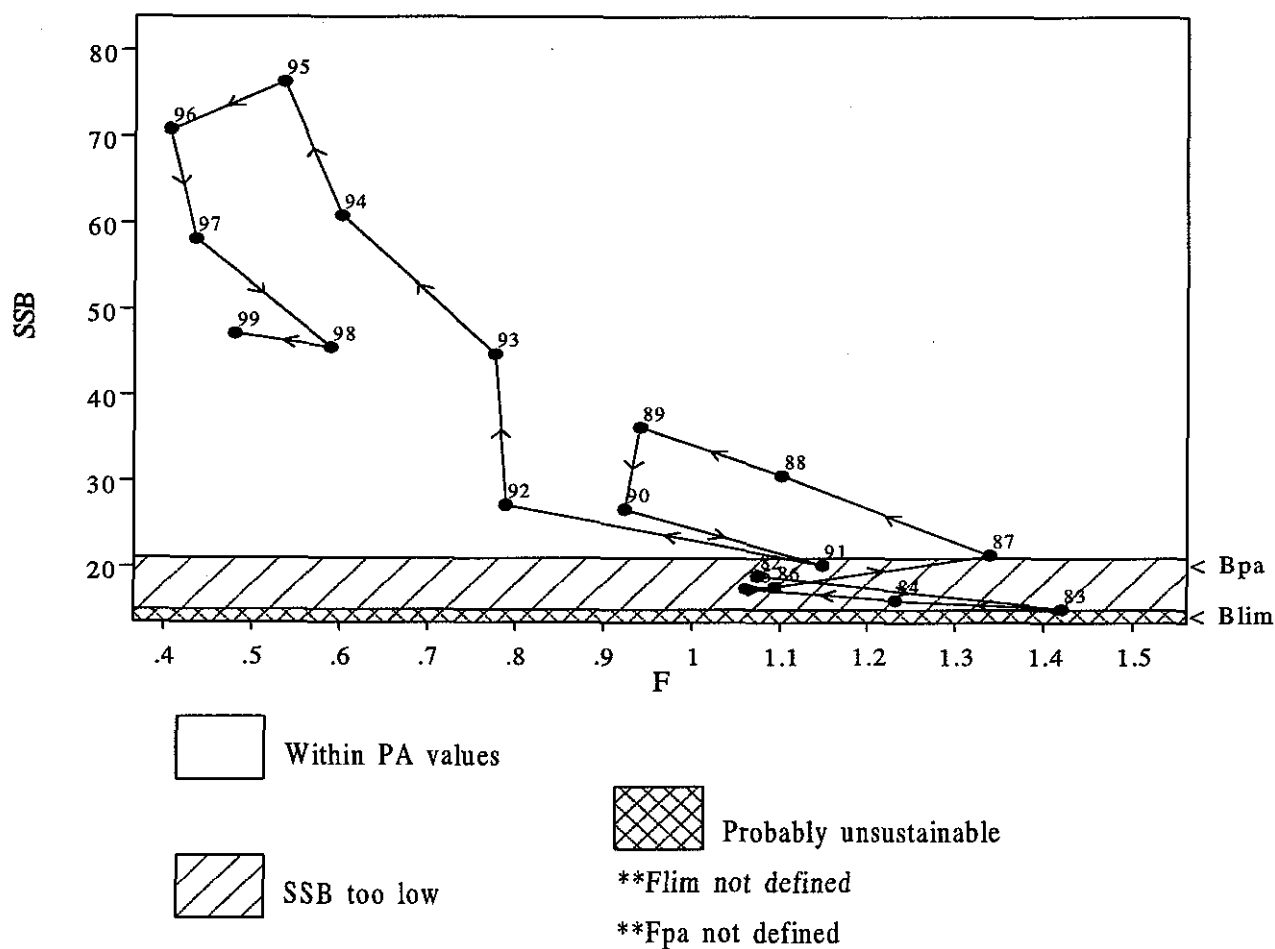 80
95
96
70
94
60
97
50
99
98
93
SSB
40
89
88
30
92
90
87
91
20
82
86
84
83
< Bpa
< Blim
.4 .5 .6 .7 .8 .9 1 1.1 1.2 1.3 1.4 1.5
F
Within PA values
Probably unsustainable
SSB too low
**Flim not defined
**Fpa not defined